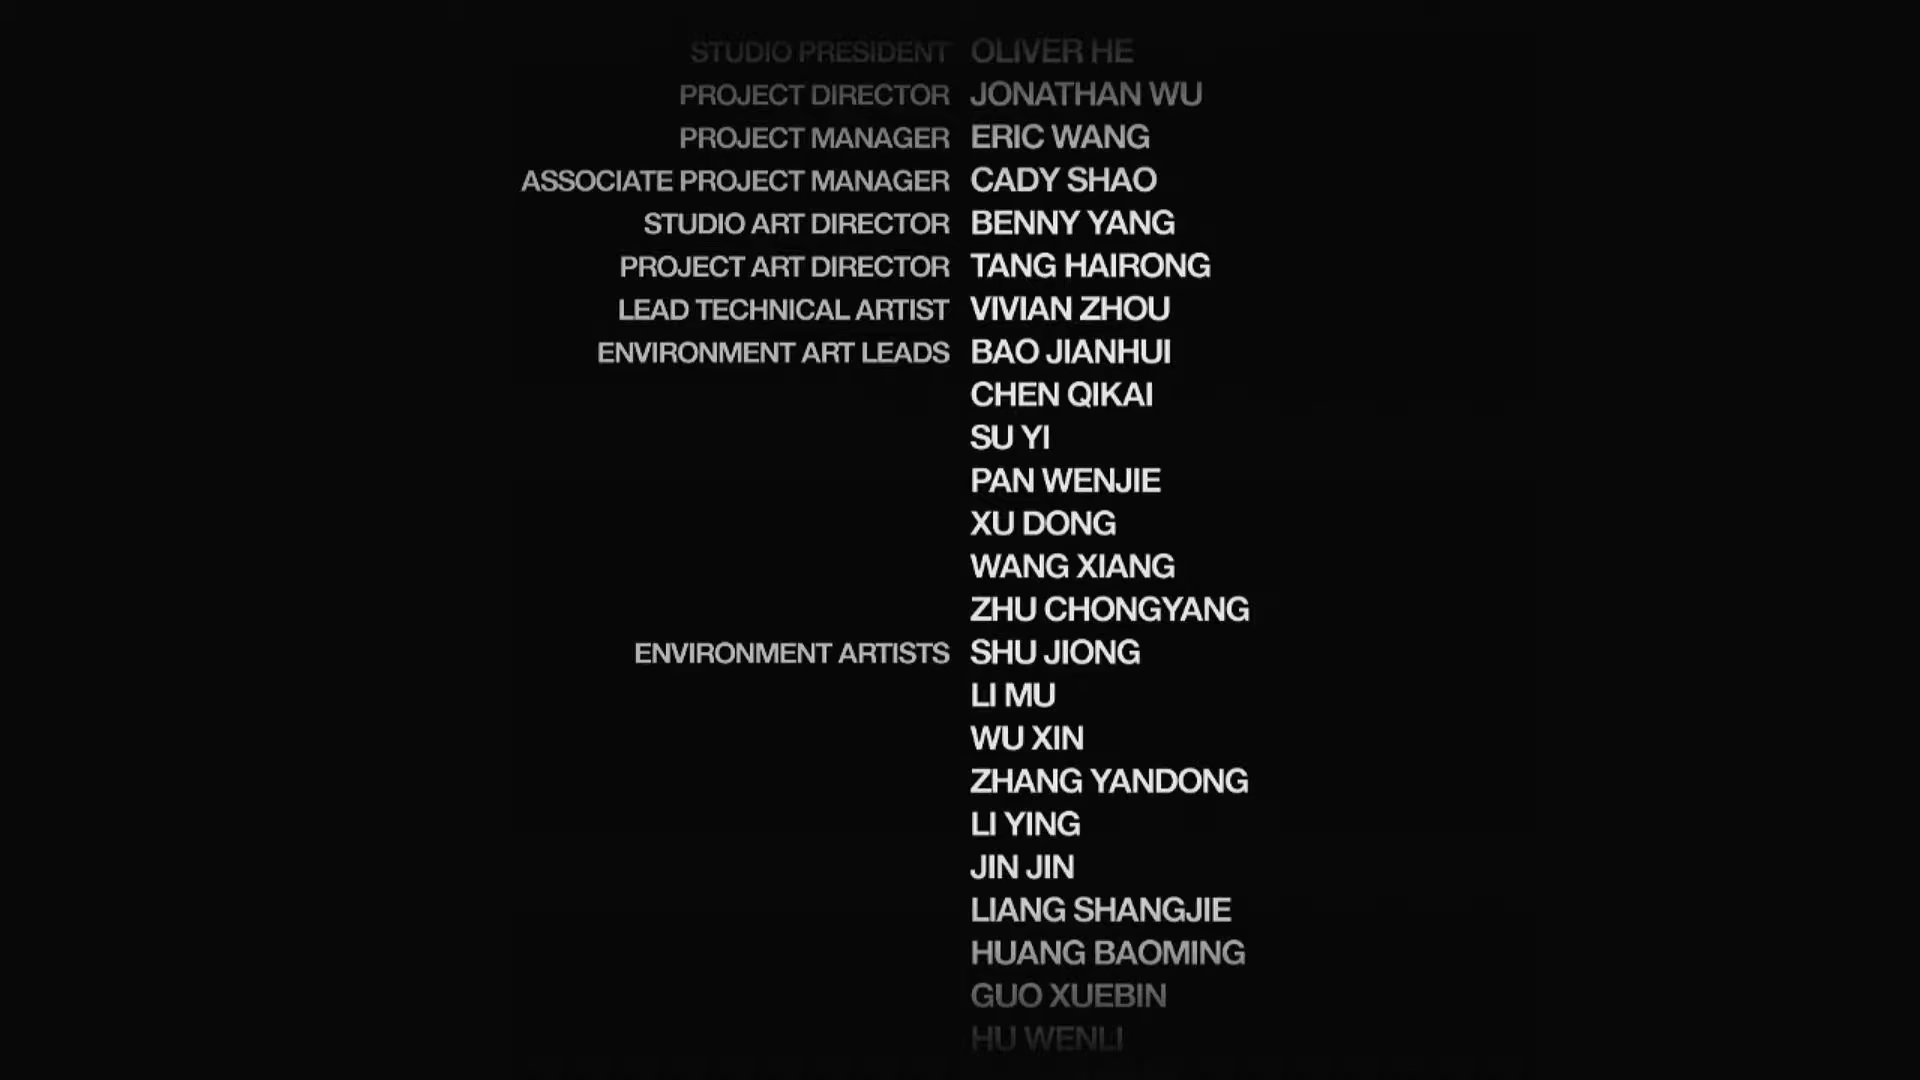 STUDIO PRESIDENT OLIVER HE
PROJECT DIRECTOR JONATHAN WU
PROJECT MANAGER ERIC WANG
ASSOCIATE PROJECT MANAGER CADY SHAO
STUDIO ART DIRECTOR BENNY YANG
PROJECT ART DIRECTOR TANG HAIRONG
LEAD TECHNICAL ARTIST VIVIAN ZHOU
ENVIRONMENT ART LEADS BAO JIANHUI
CHEN QIKAI
SU YI
PAN WENJIE
XU DONG
WANG XIANG
ZHU CHONGYANG
ENVIRONMENT ARTISTS SHU JIONG
LI MU
WU XIN
ZHANG YANDONG
LI YING
JIN JIN
LIANG SHANGJIE
HUANG BAOMING
GUO XUEBIN
HU WENLI